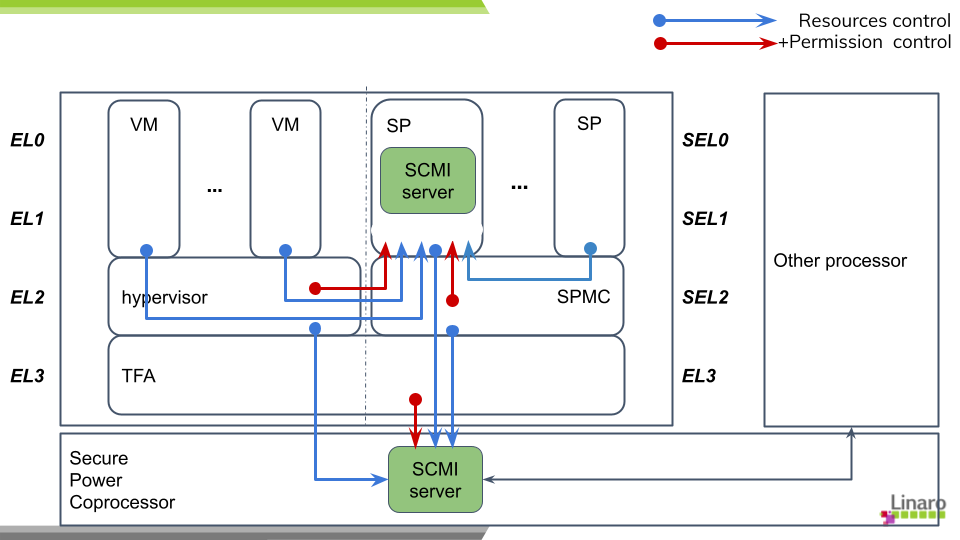 Resources control
+Permission control
EL0
EL1
EL2
EL3
VM
...
VM
SP
SCMI
server
...
SP
SEL0
SEL1
SEL2
EL3
hypervisor
SPMC
TFA
Other processor
Secure
Power
Coprocessor
SCMI
server
Linaro